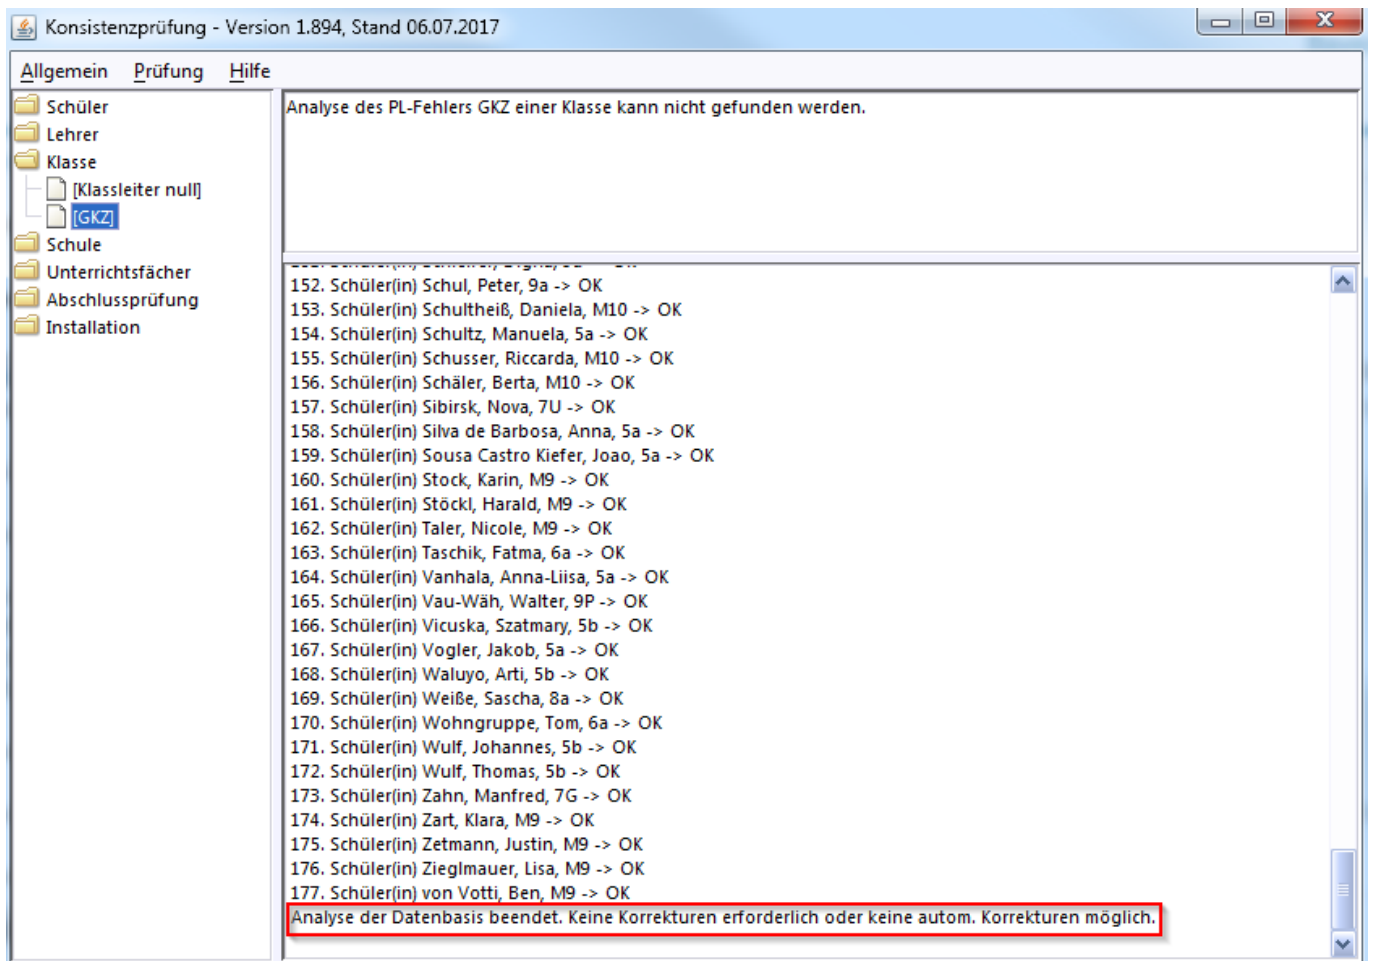 Konsistenzprüfung - Version 1.894, Stand 06.07.2017
Allgemein Prüfung Hilfe
Schüler
Lehrer
Klasse
[Klassleiter null]
[GKZ]
Schule
Unterrichtsfächer
Abschlussprüfung
Installation
Analyse des PL-Fehlers GKZ einer Klasse kann nicht gefunden werden.
152. Schüler(in) Schul, Peter, 9a -> OK
153. Schüler(in) Schultheiß, Daniela, M10 -> OK
154. Schüler(in) Schultz, Manuela, 5a -> OK
155. Schüler(in) Schusser, Riccarda, M10 -> OK
156. Schüler(in) Schäler, Berta, M10 -> OK
157. Schüler(in) Sibirsk, Nova, 7U -> OK
158. Schüler(in) Silva de Barbosa, Anna, 5a -> OK
159. Schüler(in) Sousa Castro Kiefer, Joao, 5a -> OK
160. Schüler(in) Stock, Karin, M9 -> OK
161. Schüler(in) Stöckl, Harald, M9 -> OK
162. Schüler(in) Taler, Nicole, M9 -> OK
163. Schüler(in) Taschik, Fatma, 6a -> OK
164. Schüler(in) Vanhala, Anna-Liisa, 5a -> OK
165. Schüler(in) Vau-Wäh, Walter, 9P -> OK
166. Schüler(in) Vicuska, Szatmary, 5b -> OK
167. Schüler(in) Vogler, Jakob, 5a -> OK
168. Schüler(in) Waluyo, Arti, 5b -> OK
169. Schüler(in) Weiße, Sascha, 8a -> OK
170. Schüler(in) Wohngruppe, Tom, 6a -> OK
171. Schüler(in) Wulf, Johannes, 5b -> OK
172. Schüler(in) Wulf, Thomas, 5b -> OK
173. Schüler(in) Zahn, Manfred, 7G -> OK
174. Schüler(in) Zart, Klara, M9 -> OK
175. Schüler(in) Zetmann, Justin, M9 -> OK
176. Schüler(in) Zieglmauer, Lisa, M9 -> OK
177. Schüler(in) von Votti, Ben, M9 -> OK
Analyse der Datenbasis beendet. Keine Korrekturen erforderlich oder keine autom. Korrekturen möglich.